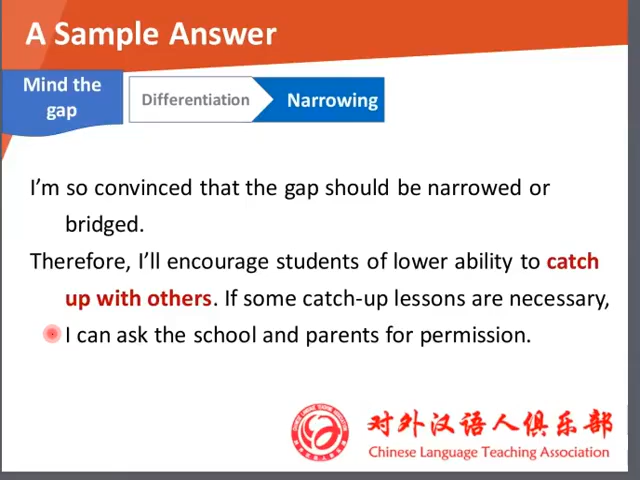 A Sample Answer
Mind the
gap
Differentiation
Narrowing
I'm so convinced that the gap should be narrowed or
bridged.
Therefore, I'll encourage students of lower ability to catch
up with others. If some catch-up lessons are necessary,
I can ask the school and parents for permission.
对外汉语人俱乐部
Chinese Language Teaching Association